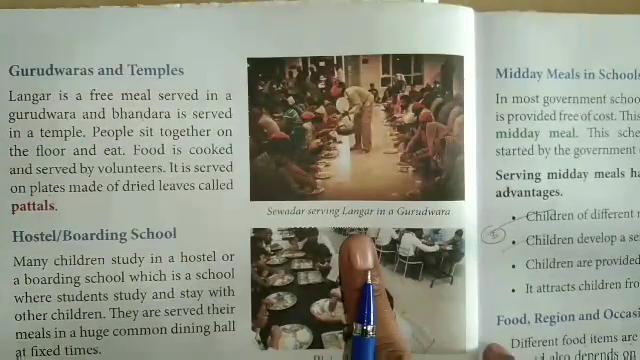 Gurudwaras and Temples
Langar is a free meal served in a
gurudwara and bhandara is served
in a temple. People sit together on
the floor and eat. Food is cooked
and served by volunteers. It is served
on plates made of dried leaves called
pattals.
Sewadar serving Langar in a Gurudwara
Hostel/Boarding School
Many children study in a hostel or
a boarding school which is a school
where students study and stay with
other children. They are served their
meals in a huge common dining hall
at fixed times.
Midday Meals in Schools
In most government
is provided free of cost. This
midday meal. This
started by the government
Serving midday meals
advantages.
• Children of different
• Children develop a
• Children are provided
• It attracts children
Food, Region and
Different food items are
also depends on